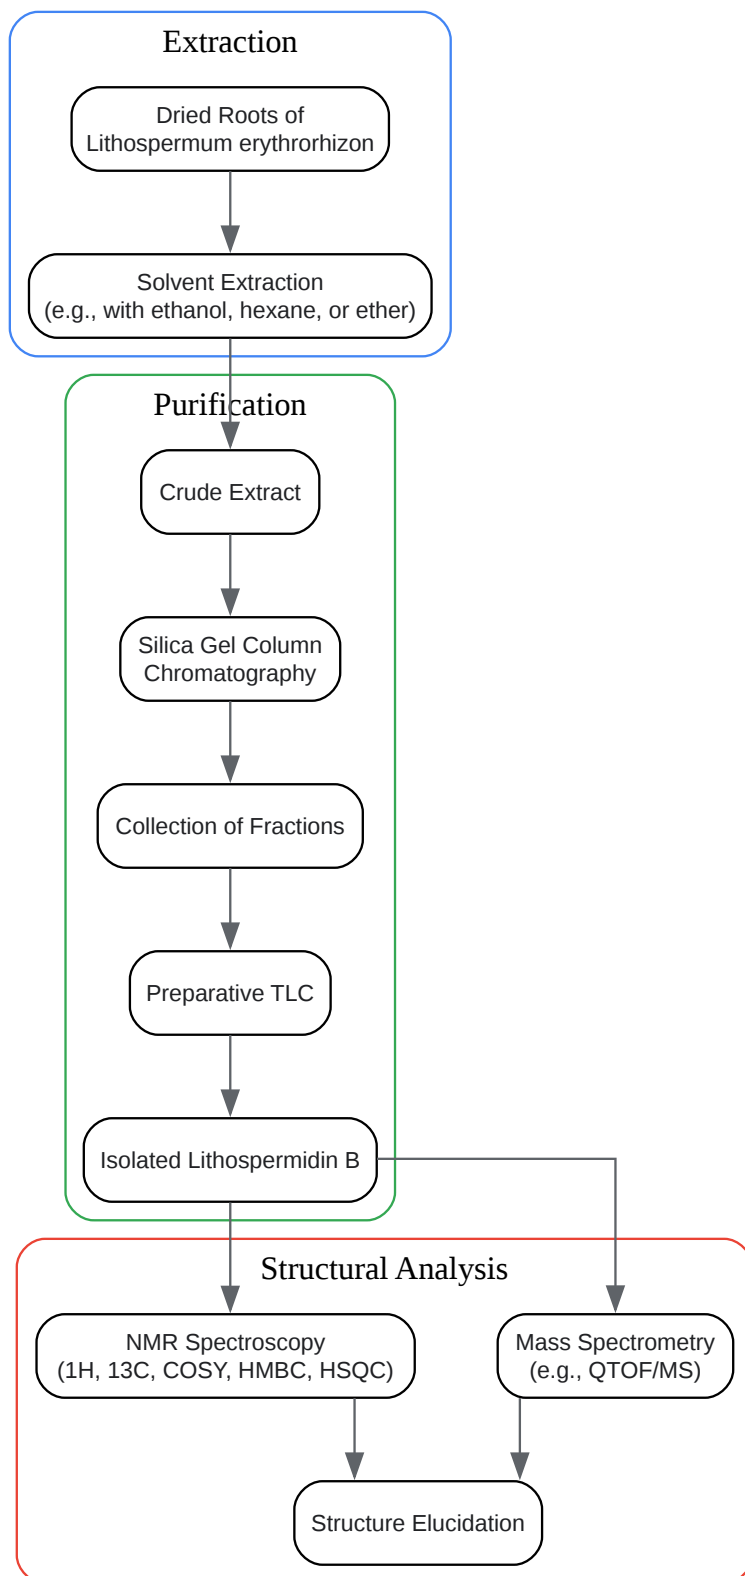 Extraction
Dried Roots of
Lithospermum erythrorhizon
Solvent Extraction
(e.g., with ethanol, hexane, or ether)
Purification
Crude Extract
Silica Gel Column
Chromatography
Collection of Fractions
Preparative TLC
Isolated Lithospermidin B
Structural Analysis
NMR Spectroscopy
(1H, 13C, COSY, HMBC, HSQC)
Mass Spectrometry
(e.g., QTOF/MS)
Structure Elucidation